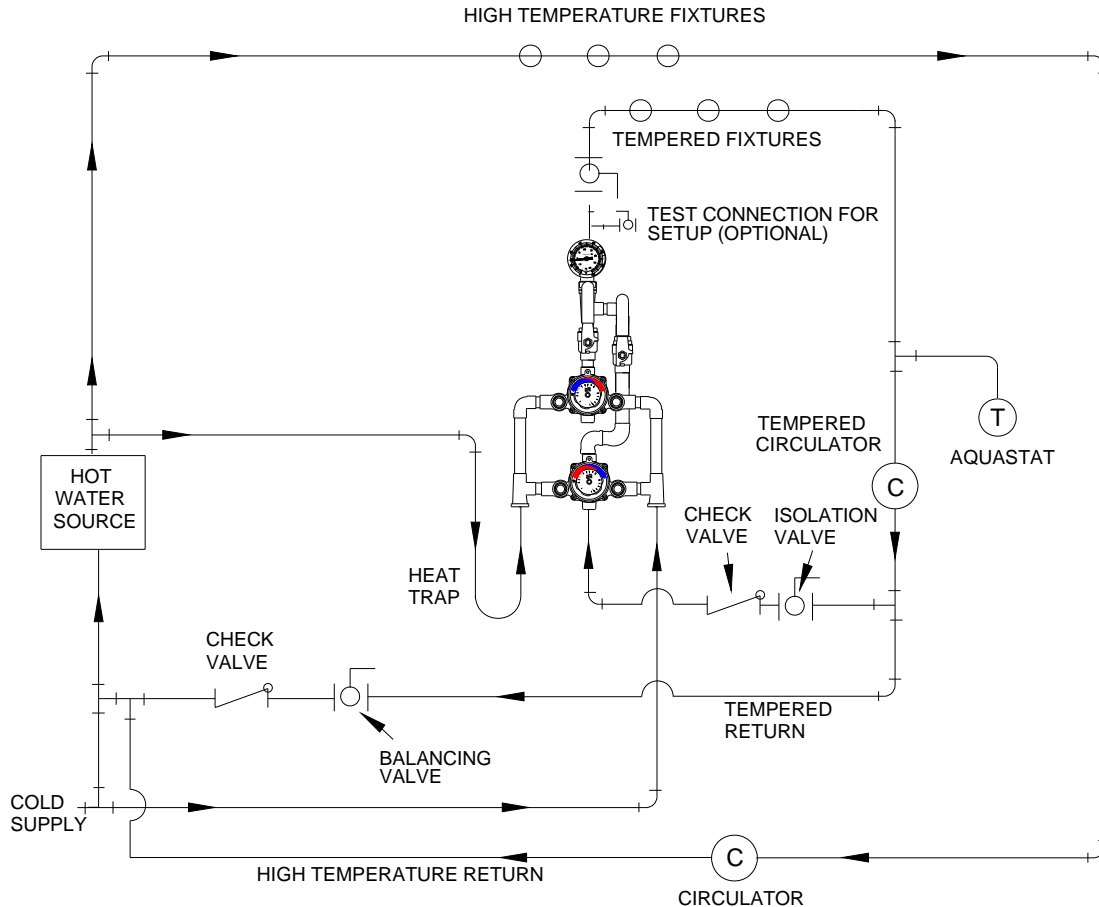 HIGH TEMPERATURE FIXTURES
TEMPERED FIXTURES
TEST CONNECTION FOR
SETUP (OPTIONAL)
TEMPERED
CIRCULATOR
T
AQUASTAT
HOT
WATER
SOURCE
C
CHECK
VALVE
ISOLATION
VALVE
HEAT
TRAP
CHECK
VALVE
TEMPERED
RETURN
BALANCING
VALVE
COLD
SUPPLY
C
HIGH TEMPERATURE RETURN
CIRCULATOR